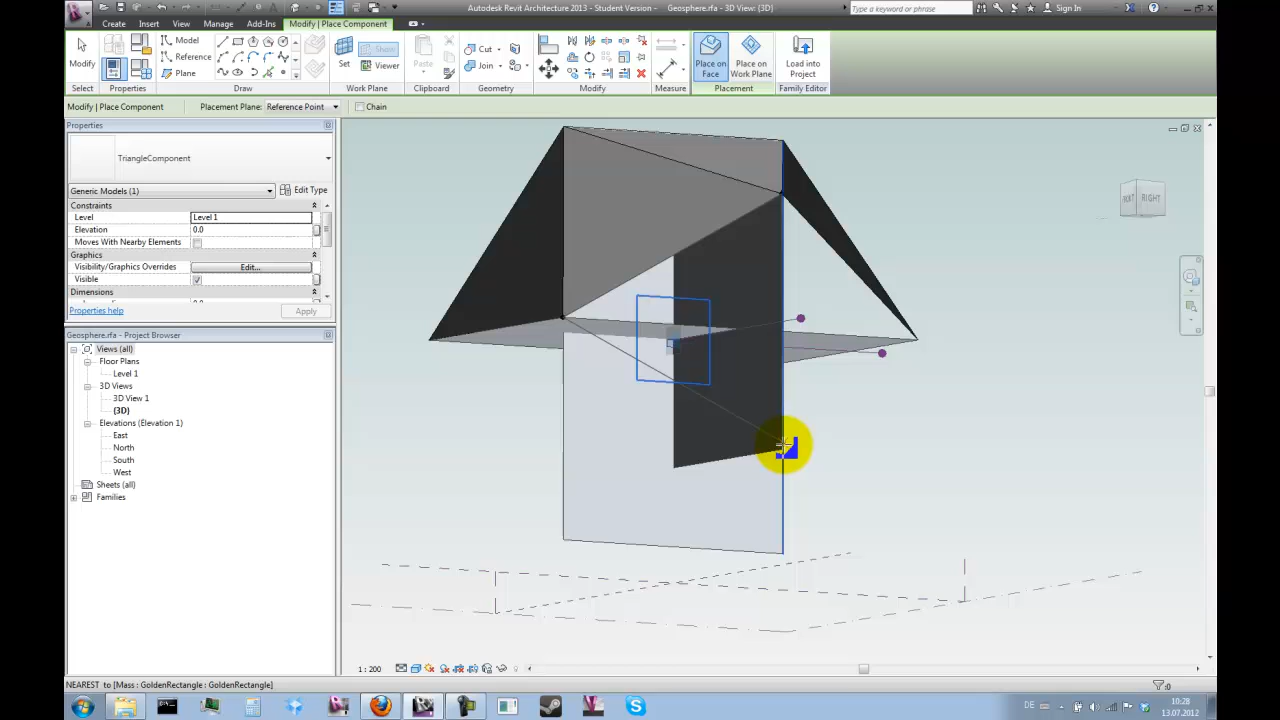 Autodesk Revit Architecture 2013 - Student Version - Geosphere.rfa - 3D View: {3D}
Type a keyword or phrase
Sign In
Create Insert View Manage Add-Ins Modify | Place Component
Modify
Model
Reference
Plane
Set
Show
Viewer
Paste
Cut
Join
Place on Face
Place on Work Plane
Load into Project
Select Properties Draw Work Plane Clipboard Geometry Modify Measure Placement Family Editor
Modify | Place Component Placement Plane: Reference Point Chain
Properties
TriangleComponent
Generic Models (1) Edit Type
Constraints
Level Level 1
Elevation 0.0
Moves With Nearby Elements
Graphics
Visibility/Graphics Overrides Edit...
Visible
Dimensions
Properties help Apply
Geosphere.rfa - Project Browser
Views (all)
Floor Plans
Level 1
3D Views
3D View 1
{3D}
Elevations (Elevation 1)
East
North
South
West
Sheets (all)
Families
RIGHT
1 : 200
NEAREST to [Mass : GoldenRectangle : GoldenRectangle]
:0
DE
10:28
13.07.2012